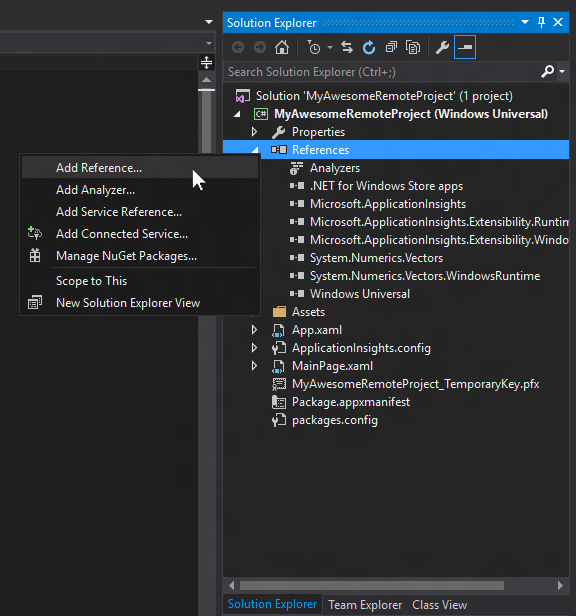 Solution Explorer
Search Solution Explorer (Ctrl+;)
Solution 'MyAwesomeRemoteProject' (1 project)
C# MyAwesomeRemoteProject (Windows Universal)
Properties
References
Analyzers
.NET for Windows Store apps
Microsoft.ApplicationInsights
Microsoft.ApplicationInsights.Extensibility.Runtim
Microsoft.ApplicationInsights.Extensibility.Windo
System.Numerics.Vectors
System.Numerics.Vectors.WindowsRuntime
Windows Universal
Assets
App.xaml
ApplicationInsights.config
MainPage.xaml
MyAwesomeRemoteProject_TemporaryKey.pfx
Package.appxmanifest
packages.config
Add Reference...
Add Analyzer...
Add Service Reference...
Add Connected Service...
Manage NuGet Packages...
Scope to This
New Solution Explorer View
Solution Explorer Team Explorer Class View